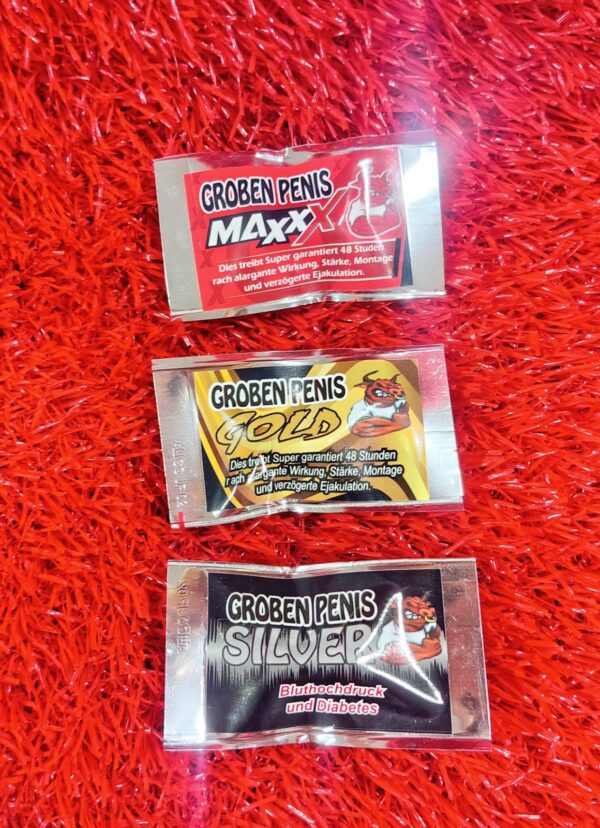 GROBEN PENIS
MAXXX
Dies treibt Super garantiert 48 Studen
rach alargante Wirkung, Stärke, Montage
und verzögerte Ejakulation.
GROBEN PENIS
GOLD
Dies treibt Super garantiert 48 Stunden
rach alargante Wirkung, Stärke, Montage
und verzögerte Ejakulation.
GROBEN PENIS
SILVER
Bluthochdruck
und Diabetes